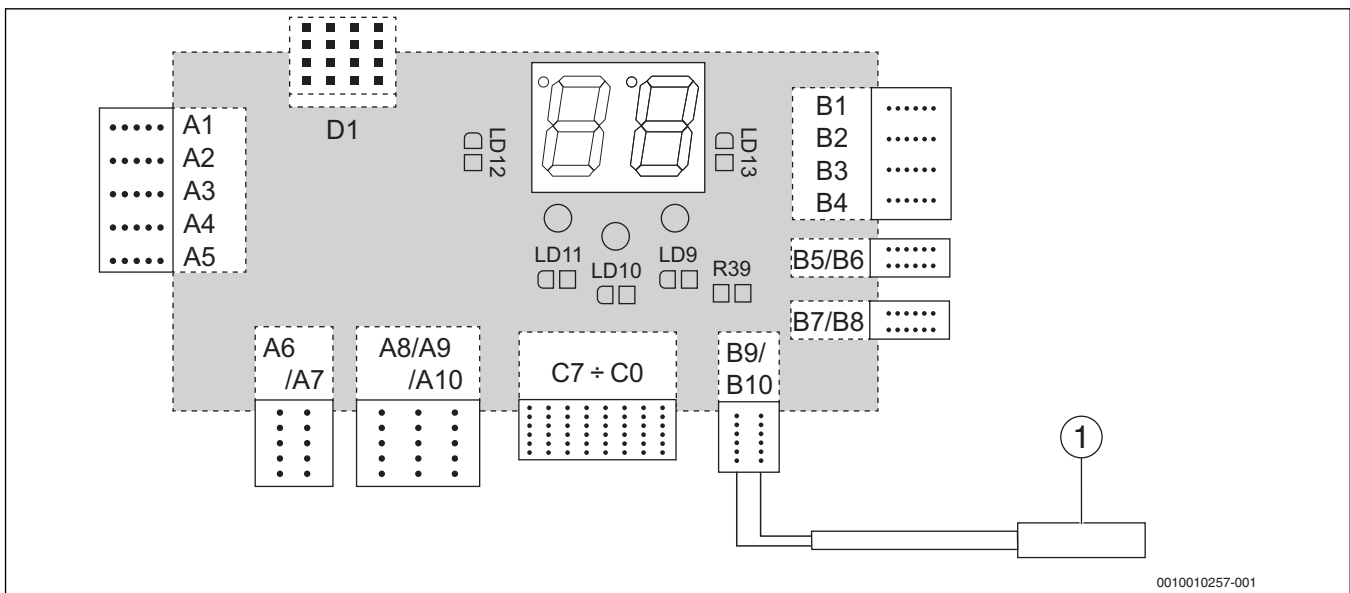 D1
A1
A2
A3
A4
A5
LD12
LD13
B1
B2
B3
B4
LD11
LD10
LD9
R39
B5/B6
B7/B8
A6
/A7
A8/A9
/A10
C7 ÷ C0
B9/
B10
1
0010010257-001